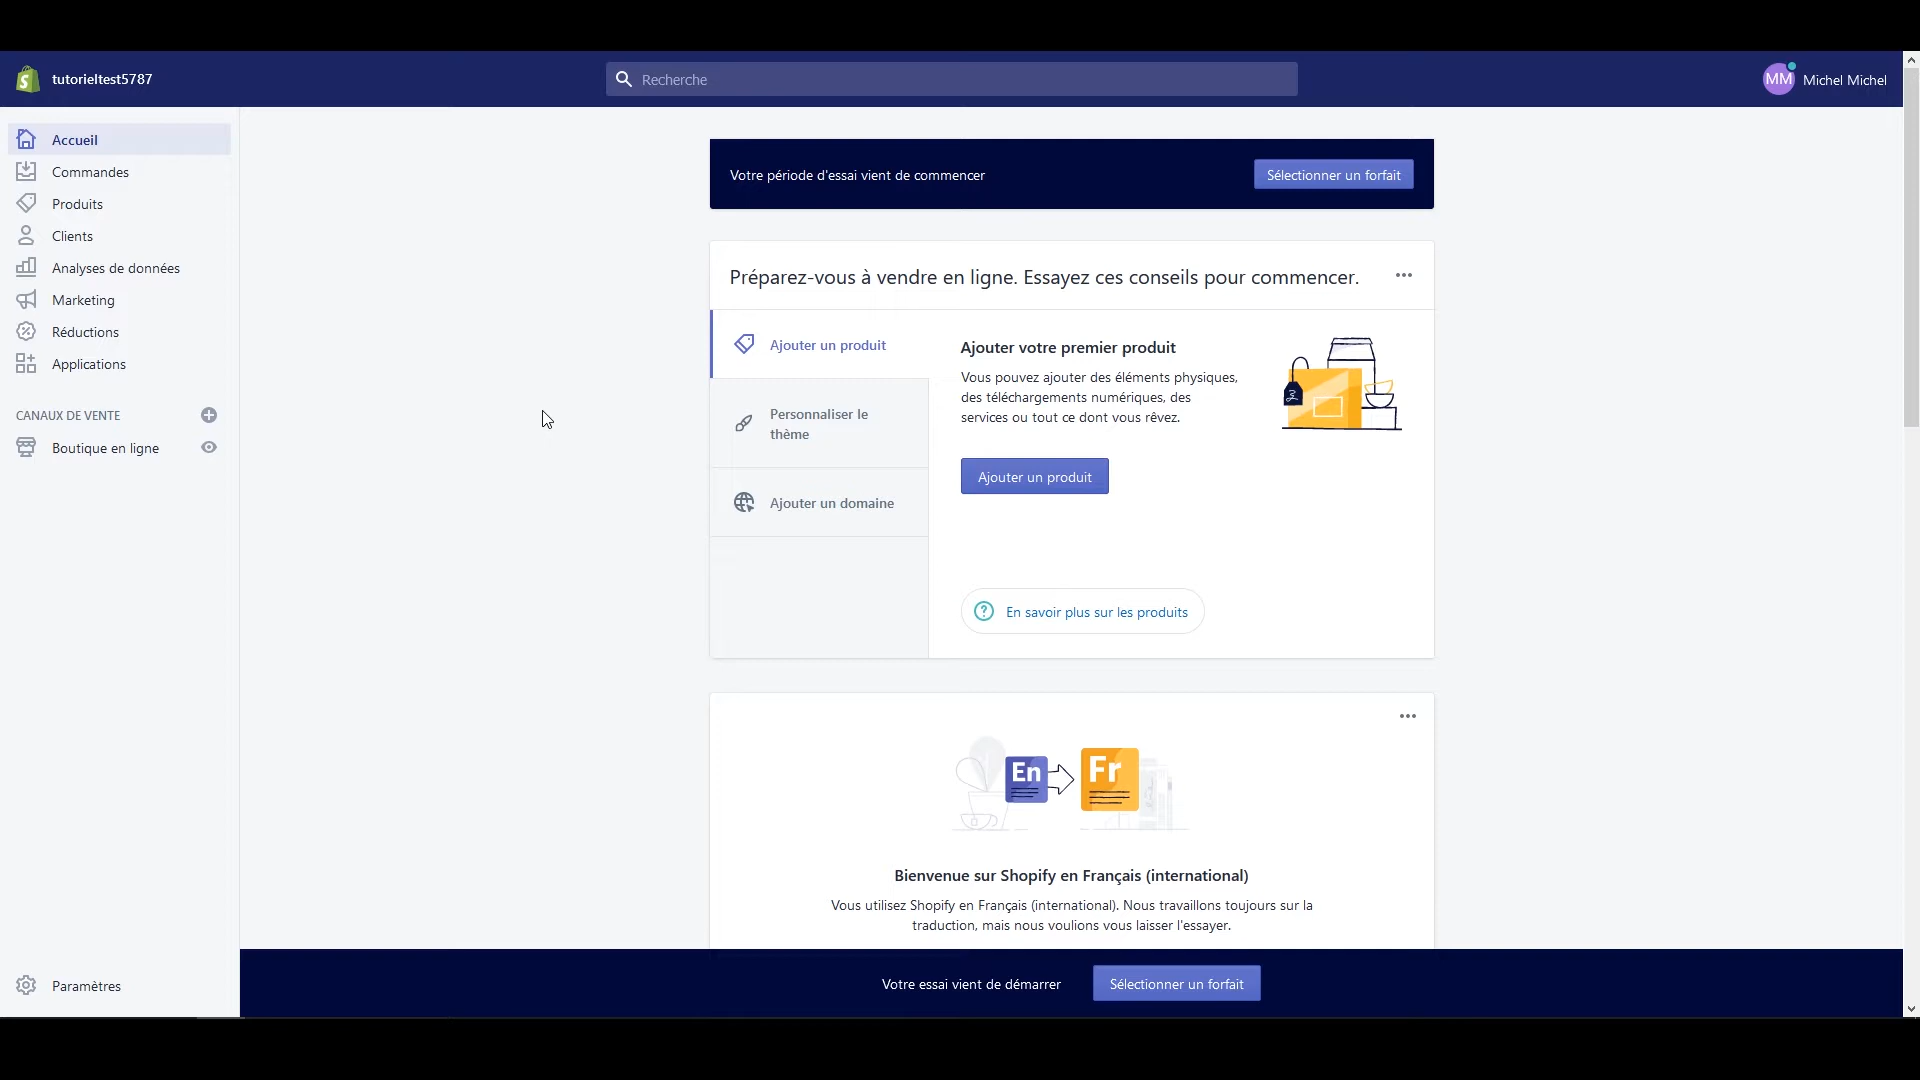 tutorieltest5787
Recherche
MM
Michel Michel
Accueil
Commandes
Produits
Clients
Analyses de données
Marketing
Réductions
Applications
CANAUX DE VENTE
Boutique en ligne
Paramètres
Votre période d'essai vient de commencer
Sélectionner un forfait
Préparez-vous à vendre en ligne. Essayez ces conseils pour commencer.
Ajouter un produit
Personnaliser le
thème
Ajouter un domaine
Ajouter votre premier produit
Vous pouvez ajouter des éléments physiques,
des téléchargements numériques, des
services ou tout ce dont vous rêvez.
Ajouter un produit
En savoir plus sur les produits
En
Fr
Bienvenue sur Shopify en Français (international)
Vous utilisez Shopify en Français (international). Nous travaillons toujours sur la
traduction, mais nous voulions vous laisser l'essayer.
Votre essai vient de démarrer
Sélectionner un forfait